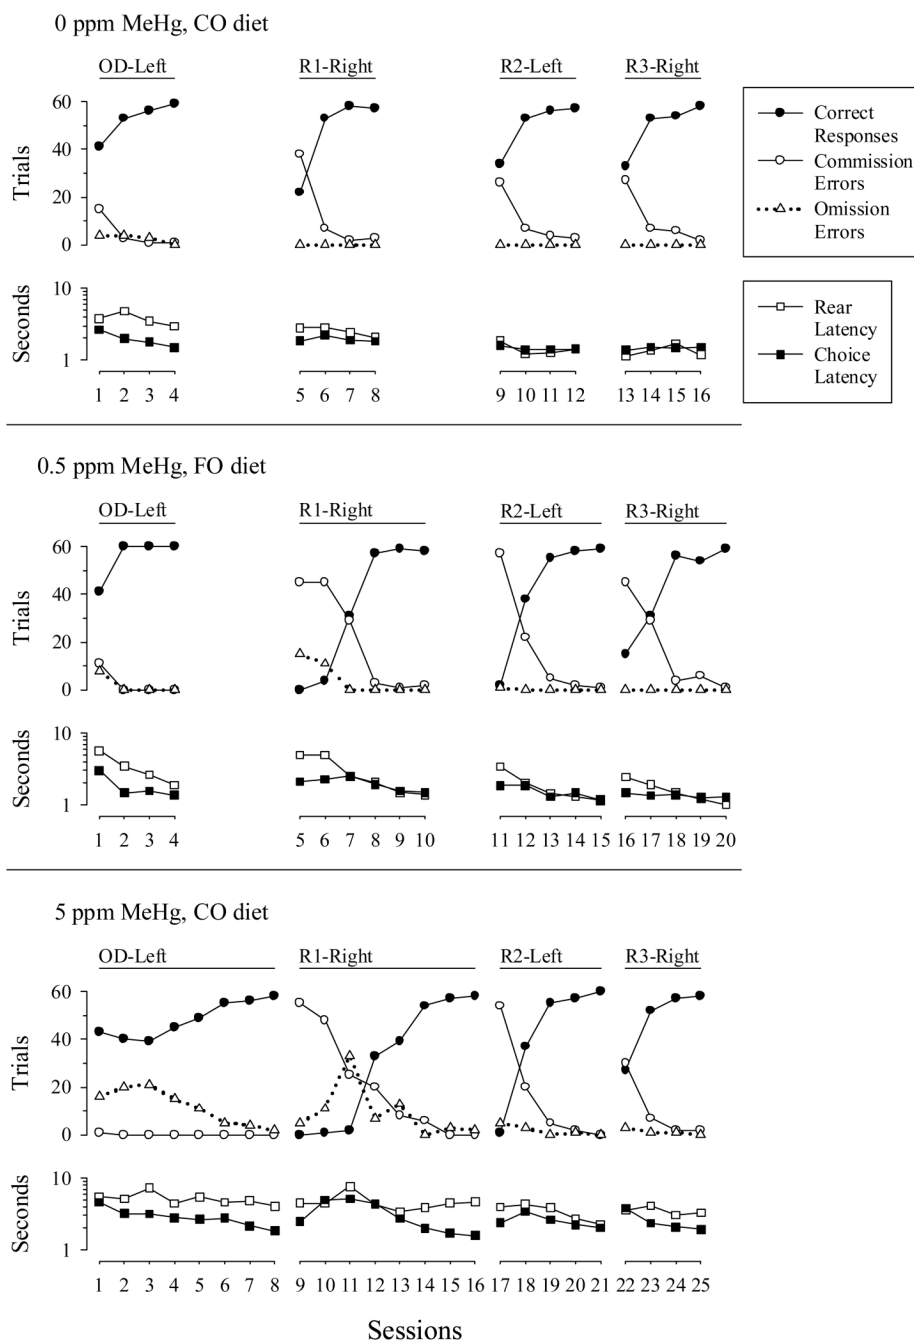 0 ppm MeHg, CO diet
OD-Left R1-Right R2-Left R3-Right
60
40
20
0
Trials
Correct
Responses
Commission
Errors
Omission
Errors
10
1
Seconds
Rear
Latency
Choice
Latency
1 2 3 4 5 6 7 8 9 10 11 12 13 14 15 16
0.5 ppm MeHg, FO diet
OD-Left R1-Right R2-Left R3-Right
60
40
20
0
Trials
10
1
Seconds
1 2 3 4 5 6 7 8 9 10 11 12 13 14 15 16 17 18 19 20
5 ppm MeHg, CO diet
OD-Left R1-Right R2-Left R3-Right
60
40
20
0
Trials
10
1
Seconds
1 2 3 4 5 6 7 8 9 10 11 12 13 14 15 16 17 18 19 20 21 22 23 24 25
Sessions